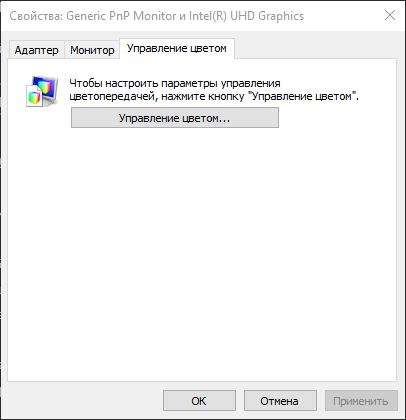 Свойства: Generic PnP Monitor и Intel(R) UHD Graphics
Адаптер Монитор Управление цветом
Чтобы настроить параметры управления
цветопередачей, нажмите кнопку "Управление цветом".
Управление цветом...
ОК Отмена Применить